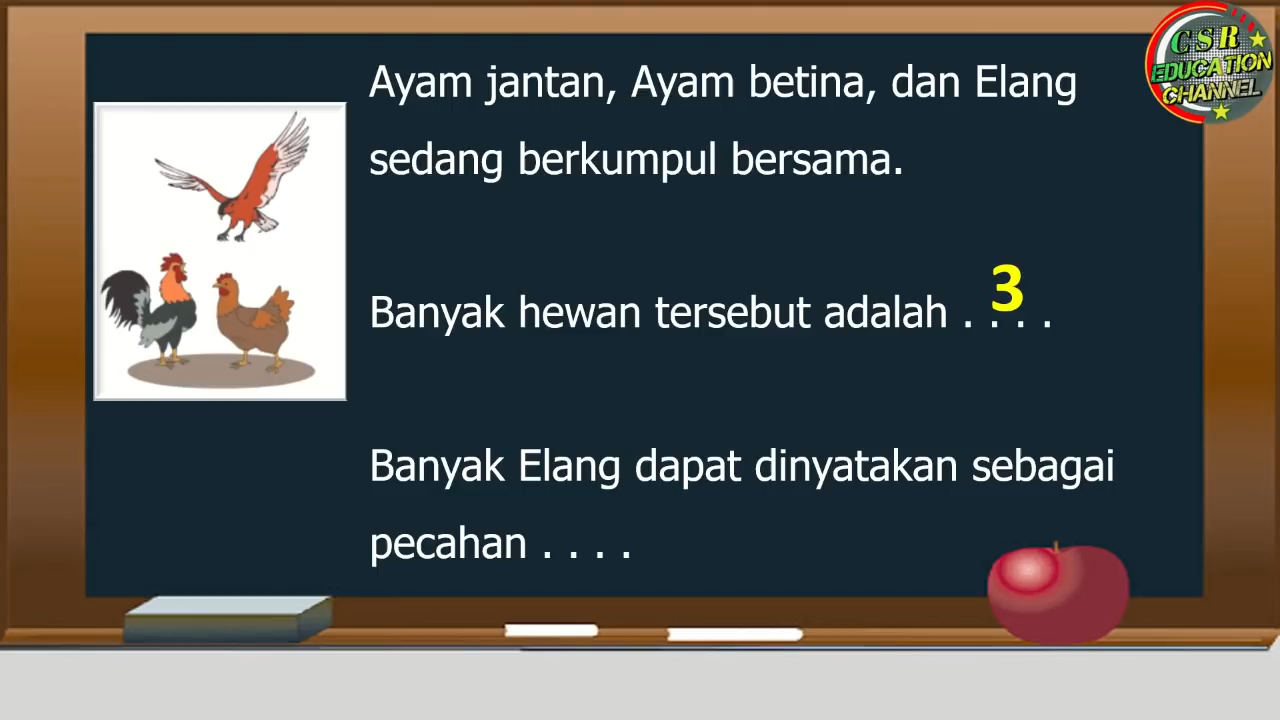 CSR
EDUCATION
CHANNEL
Ayam jantan, Ayam betina, dan Elang
sedang berkumpul bersama.
Banyak hewan tersebut adalah . . . .
3
Banyak Elang dapat dinyatakan sebagai
pecahan . . . .